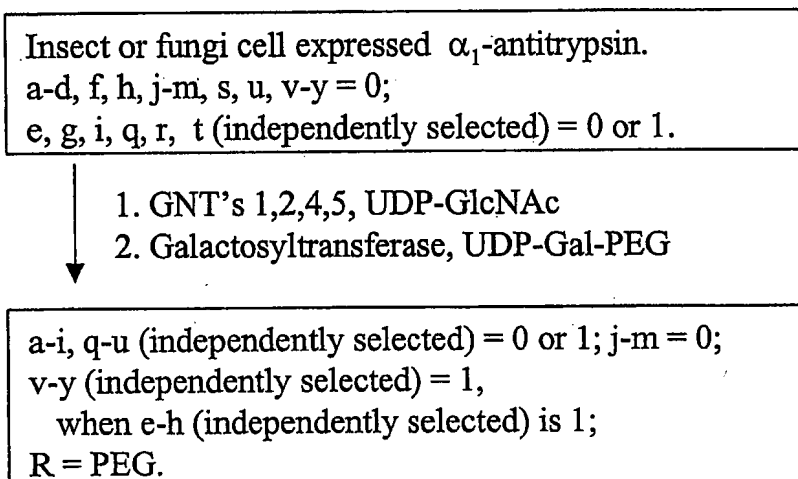 Insect or fungi cell expressed α₁-antitrypsin.
a-d, f, h, j-m, s, u, v-y = 0;
e, g, i, q, r, t (independently selected) = 0 or 1.
1. GNT's 1,2,4,5, UDP-GlcNAc
2. Galactosyltransferase, UDP-Gal-PEG
a-i, q-u (independently selected) = 0 or 1; j-m = 0;
v-y (independently selected) = 1,
when e-h (independently selected) is 1;
R = PEG.